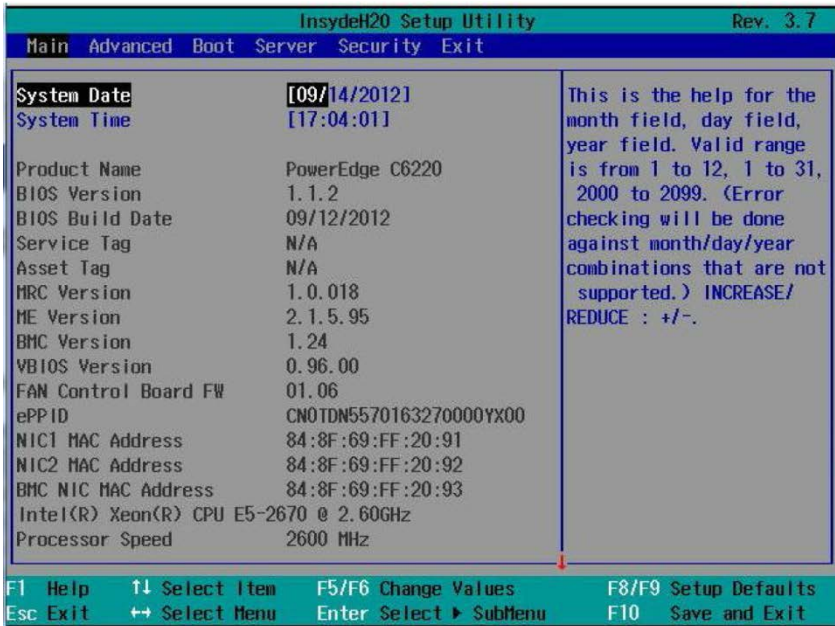 InsydeH20 Setup Utility Rev. 3.7
Main Advanced Boot Server Security Exit
System Date [09/14/2012]
System Time [17:04:01]
Product Name PowerEdge C6220
BIOS Version 1.1.2
BIOS Build Date 09/12/2012
Service Tag N/A
Asset Tag N/A
MRC Version 1.0.018
ME Version 2.1.5.95
BMC Version 1.24
VBIOS Version 0.96.00
FAN Control Board FW 01.06
ePPID CN0TDN5570163270000YX00
NIC1 MAC Address 84:8F:69:FF:20:91
NIC2 MAC Address 84:8F:69:FF:20:92
BMC NIC MAC Address 84:8F:69:FF:20:93
Intel(R) Xeon(R) CPU E5-2670 @ 2.60GHz
Processor Speed 2600 MHz
This is the help for the
month field, day field,
year field. Valid range
is from 1 to 12, 1 to 31,
2000 to 2099. (Error
checking will be done
against month/day/year
combinations that are not
supported.) INCREASE/
REDUCE : +/-.
F1 Help ↑↓ Select Item F5/F6 Change Values F8/F9 Setup Defaults
Esc Exit ↔ Select Menu Enter Select ▶ SubMenu F10 Save and Exit